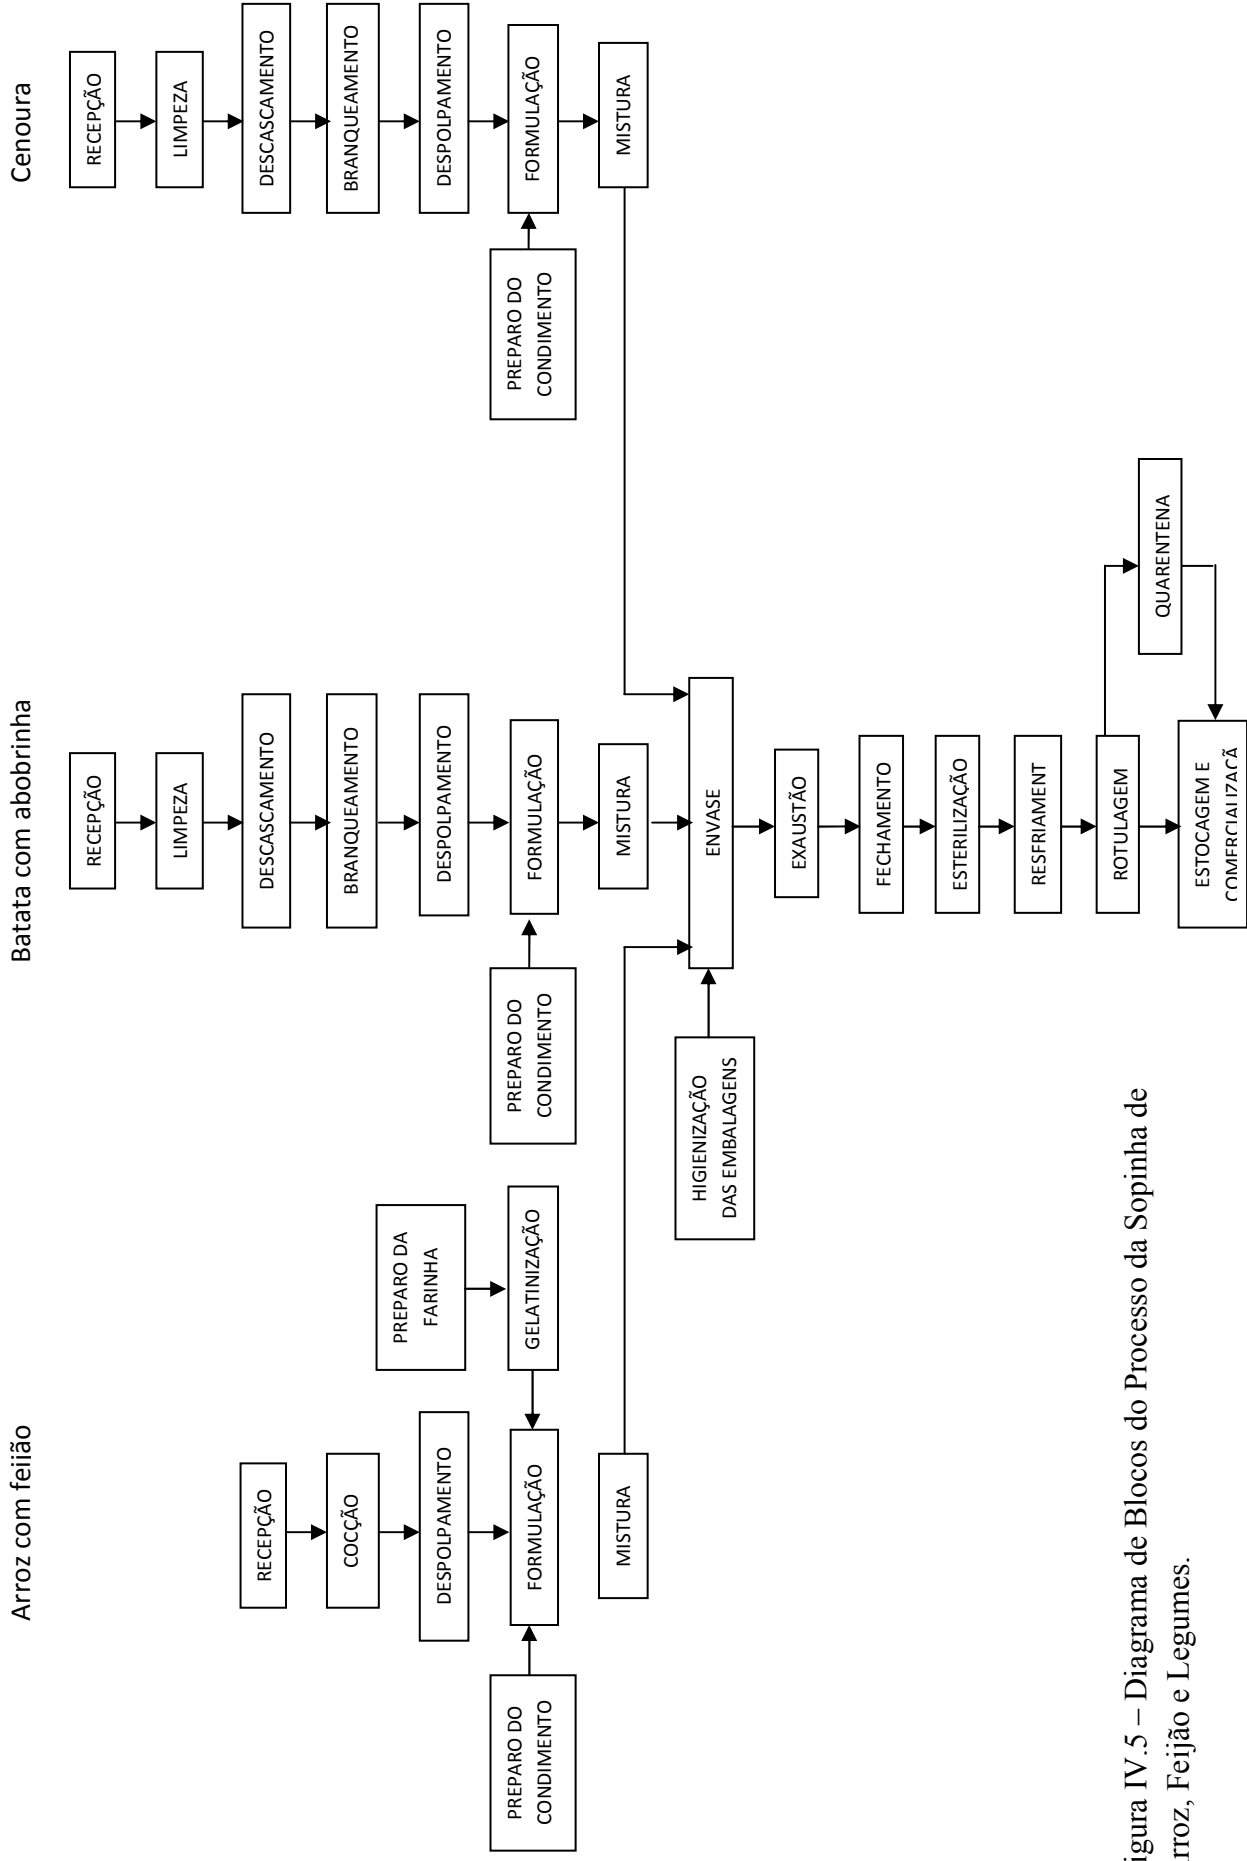 Arroz com feiião
RECEPÇÃO
COCÇÃO
DESPOLPAMENTO
PREPARO DO
CONDIMENTO
FORMULAÇÃO
PREPARO DA
FARINHA
GELATINIZAÇÃO
MISTURA
Batata com abobrinha
RECEPÇÃO
LIMPEZA
DESCASCAMENTO
BRANQUEAMENTO
DESPOLPAMENTO
PREPARO DO
CONDIMENTO
FORMULAÇÃO
MISTURA
Cenoura
RECEPÇÃO
LIMPEZA
DESCASCAMENTO
BRANQUEAMENTO
DESPOLPAMENTO
PREPARO DO
CONDIMENTO
FORMULAÇÃO
MISTURA
HIGIENIZAÇÃO
DAS EMBALAGENS
ENVASE
EXAUSTÃO
FECHAMENTO
ESTERILIZAÇÃO
RESFRIAMENT
ROTULAGEM
QUARENTENA
ESTOCAGEM E
COMERCIALIZAÇÃ
igura IV.5 – Diagrama de Blocos do Processo da Sopinha de
rroz, Feijão e Legumes.